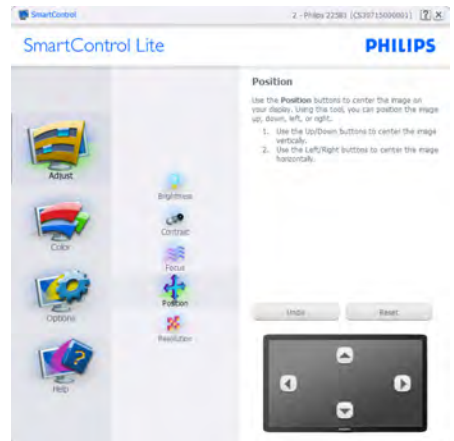 SmartControl
2 - Philips 225B1 (CS39715000001)
SmartControl Lite
PHILIPS
Position
Use the Position buttons to center the image on
your display. Using this tool, you can position the image
up, down, left, or right.
1. Use the Up/Down buttons to center the image
vertically.
2. Use the Left/Right buttons to center the image
horizontally.
Adjust
Brightness
Contrast
Color
Focus
Position
Options
Resolution
Undo
Reset
Help